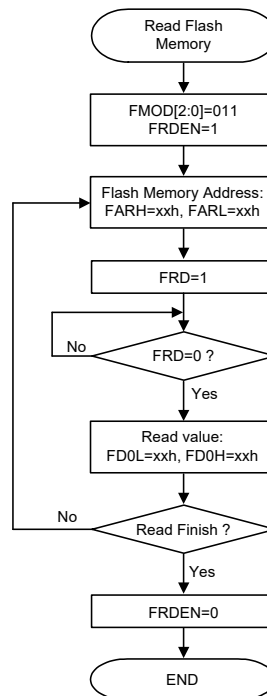 Read Flash
Memory
FMOD[2:0]=011
FRDEN=1
Flash Memory Address:
FARH=xxh, FARL=xxh
FRD=1
FRD=0 ?
No
Yes
Read value:
FD0L=xxh, FD0H=xxh
No
Read Finish ?
Yes
FRDEN=0
END